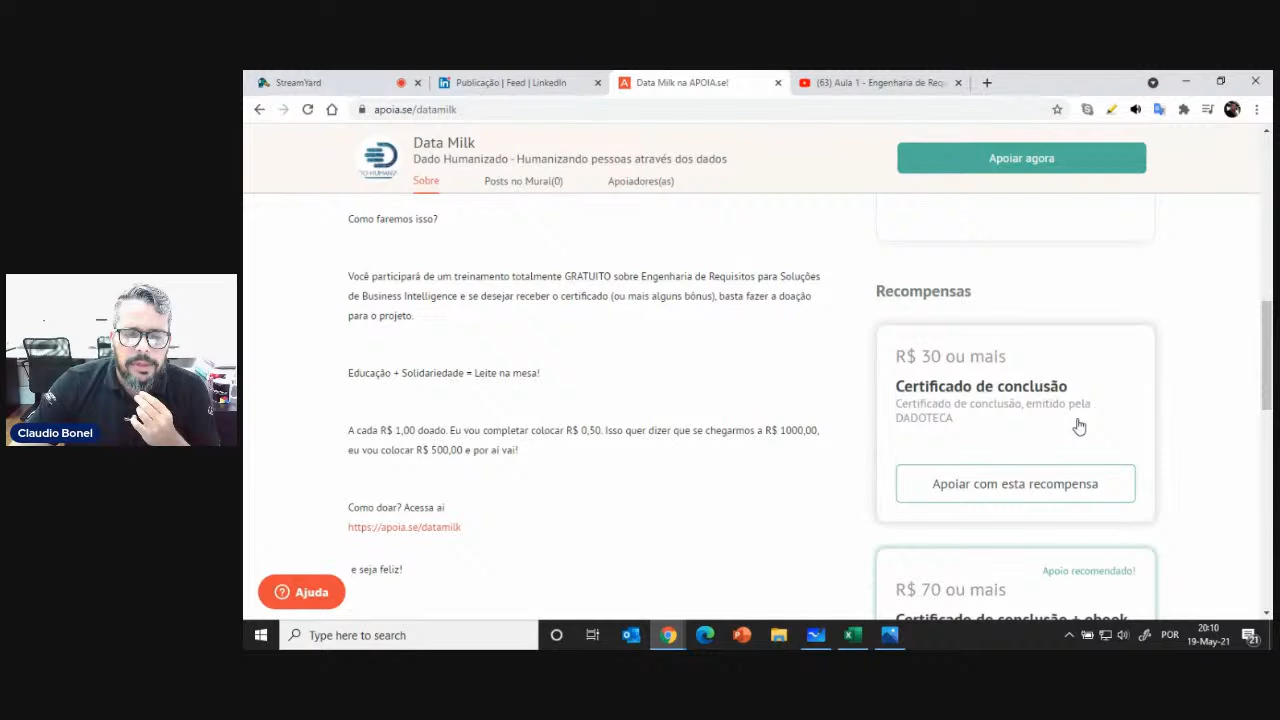 StreamYard
Publicação | Feed | LinkedIn
Data Milk na APOIA.se!
(63) Aula 1 - Engenharia de Req
apoia.se/datamilk
Data Milk
Dado Humanizado - Humanizando pessoas através dos dados
Apoiar agora
Sobre
Posts no Mural(0)
Apoiadores(as)
Como faremos isso?
Você participará de um treinamento totalmente GRATUITO sobre Engenharia de Requisitos para Soluções
de Business Intelligence e se desejar receber o certificado (ou mais alguns bônus), basta fazer a doação
para o projeto.
Educação + Solidariedade = Leite na mesa!
A cada R$ 1,00 doado. Eu vou completar colocar R$ 0,50. Isso quer dizer que se chegarmos a R$ 1000,00,
eu vou colocar R$ 500,00 e por aí vai!
Como doar? Acessa aí
https://apoia.se/datamilk
e seja feliz!
Ajuda
Recompensas
R$ 30 ou mais
Certificado de conclusão
Certificado de conclusão, emitido pela
DADOTECA
Apoiar com esta recompensa
Apoio recomendado!
R$ 70 ou mais
Certificado de conclusão + ebook
Claudio Bonel
Type here to search
POR
20:10
19-May-21
21